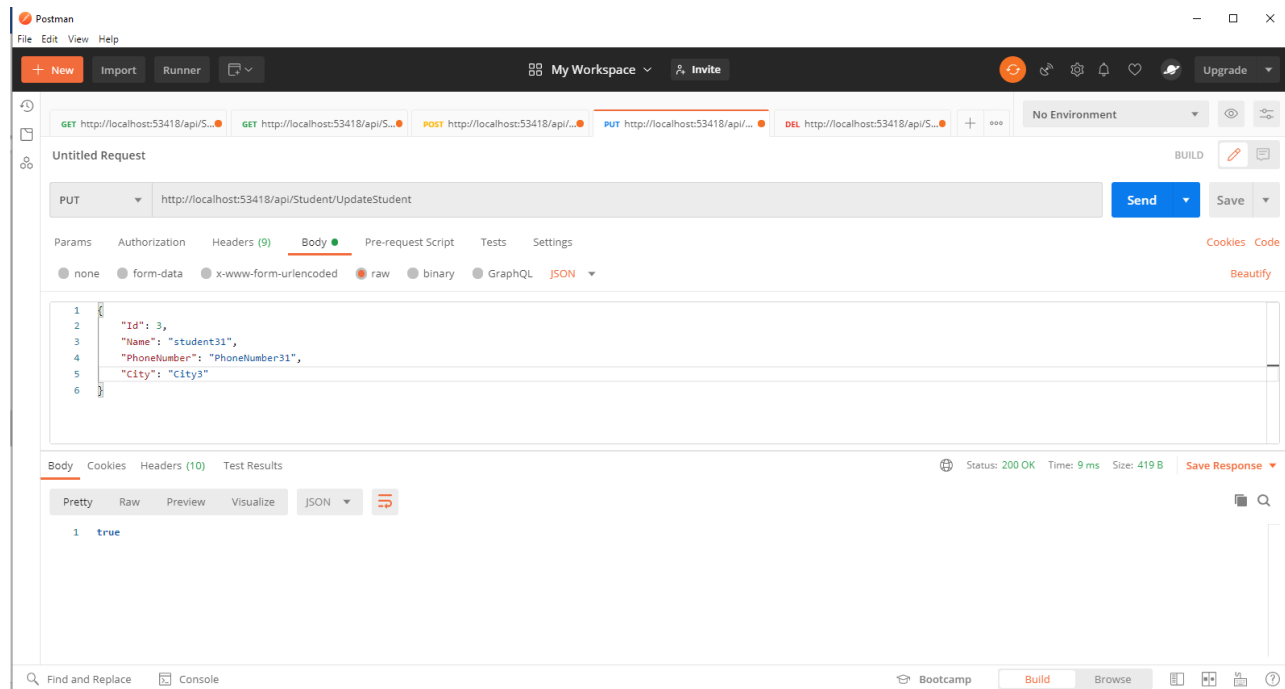 Postman
File Edit View Help
+ New Import Runner My Workspace Invite Upgrade
GET http://localhost:53418/api/S... GET http://localhost:53418/api/S... POST http://localhost:53418/api/... PUT http://localhost:53418/api/... DEL http://localhost:53418/api/S... + ooo No Environment
Untitled Request BUILD
PUT http://localhost:53418/api/Student/UpdateStudent Send Save
Params Authorization Headers (9) Body Pre-request Script Tests Settings Cookies Code
none form-data x-www-form-urlencoded raw binary GraphQL JSON Beautify
1 {
2 "Id": 3,
3 "Name": "student31",
4 "PhoneNumber": "PhoneNumber31",
5 "City": "City3"
6 }
Body Cookies Headers (10) Test Results Status: 200 OK Time: 9 ms Size: 419 B Save Response
Pretty Raw Preview Visualize JSON
1 true
Find and Replace Console Bootcamp Build Browse ?